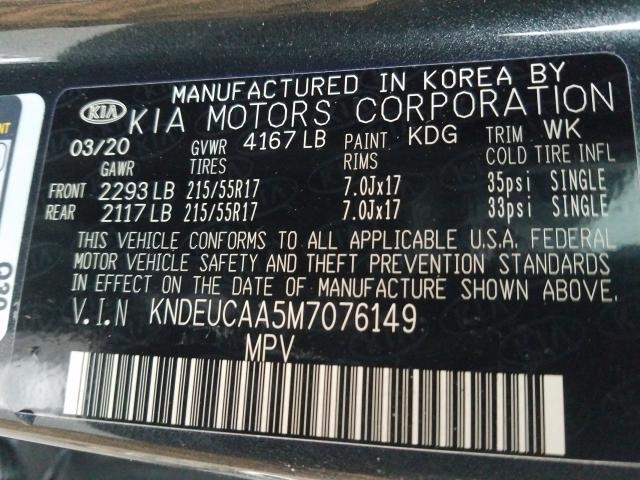 MANUFACTURED IN KOREA BY
KIA KIA MOTORS CORPORATION
03/20 GVWR 4167 LB PAINT KDG TRIM WK
GAWR TIRES RIMS COLD TIRE INFL
FRONT 2293 LB 215/55R17 7.0Jx17 35psi SINGLE
REAR 2117 LB 215/55R17 7.0Jx17 33psi SINGLE
THIS VEHICLE CONFORMS TO ALL APPLICABLE U.S.A. FEDERAL
MOTOR VEHICLE SAFETY AND THEFT PREVENTION STANDARDS
IN EFFECT ON THE DATE OF MANUFACTURE SHOWN ABOVE.
V.I.N KNDEUCAA5M7076149
MPV